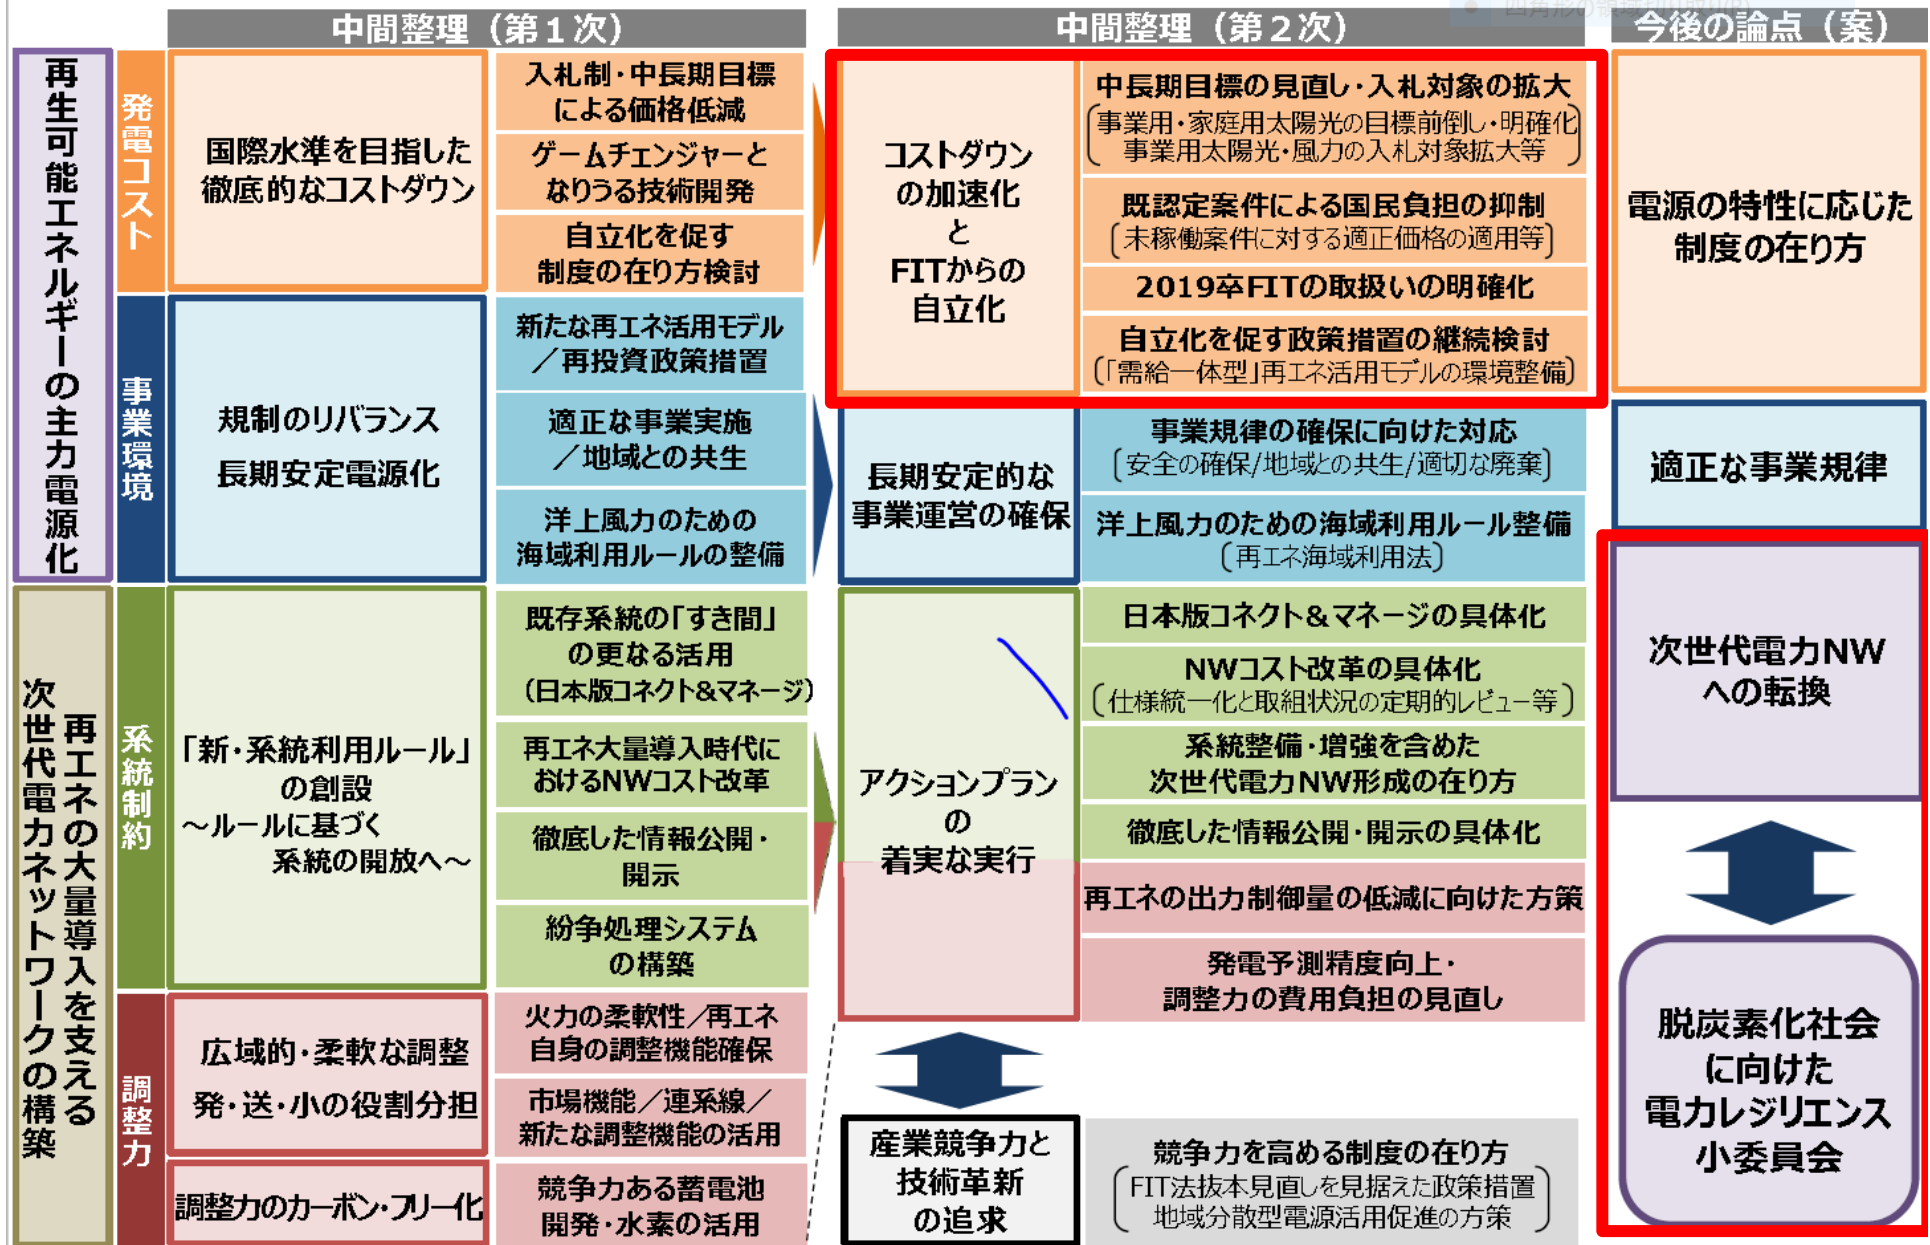 四角形の領域切り取り(R)
中間整理（第１次）
中間整理（第２次）
今後の論点（案）
再生可能エネルギーの主力電源化
発電コスト
国際水準を目指した
徹底的なコストダウン
入札制・中長期目標
による価格低減
ゲームチェンジャーと
なりうる技術開発
自立化を促す
制度の在り方検討
コストダウン
の加速化
と
FITからの
自立化
中長期目標の見直し・入札対象の拡大
事業用・家庭用太陽光の目標前倒し・明確化
事業用太陽光・風力の入札対象拡大等
既認定案件による国民負担の抑制
〔未稼働案件に対する適正価格の適用等〕
2019卒FITの取扱いの明確化
自立化を促す政策措置の継続検討
(「需給一体型」再エネ活用モデルの環境整備)
電源の特性に応じた
制度の在り方
事業環境
規制のリバランス
長期安定電源化
新たな再エネ活用モデル
／再投資政策措置
適正な事業実施
／地域との共生
洋上風力のための
海域利用ルールの整備
長期安定的な
事業運営の確保
事業規律の確保に向けた対応
〔安全の確保/地域との共生/適切な廃棄〕
洋上風力のための海域利用ルール整備
〔再エネ海域利用法〕
適正な事業規律
再エネの大量導入を支える
次世代電力ネットワークの構築
系統制約
「新・系統利用ルール」
の創設
～ルールに基づく
系統の開放へ～
既存系統の「すき間」
の更なる活用
（日本版コネクト&マネージ）
再エネ大量導入時代に
おけるNWコスト改革
徹底した情報公開・
開示
紛争処理システム
の構築
アクションプラン
の
着実な実行
日本版コネクト&マネージの具体化
NWコスト改革の具体化
〔仕様統一化と取組状況の定期的レビュー等〕
系統整備・増強を含めた
次世代電力NW形成の在り方
徹底した情報公開・開示の具体化
再エネの出力制御量の低減に向けた方策
発電予測精度向上・
調整力の費用負担の見直し
次世代電力NW
への転換
調整力
広域的・柔軟な調整
発・送・小の役割分担
調整力のカーボン・フリー化
火力の柔軟性／再エネ
自身の調整機能確保
市場機能／連系線／
新たな調整機能の活用
競争力ある蓄電池
開発・水素の活用
産業競争力と
技術革新
の追求
競争力を高める制度の在り方
FIT法抜本見直しを見据えた政策措置
地域分散型電源活用促進の方策
脱炭素化社会
に向けた
電力レジリエンス
小委員会